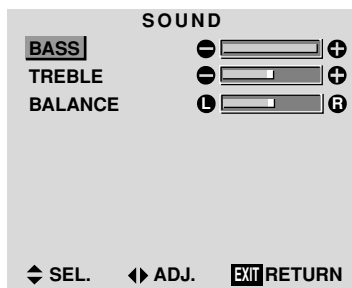 SOUND
BASS
TREBLE
BALANCE L R
SEL. ADJ. EXIT RETURN